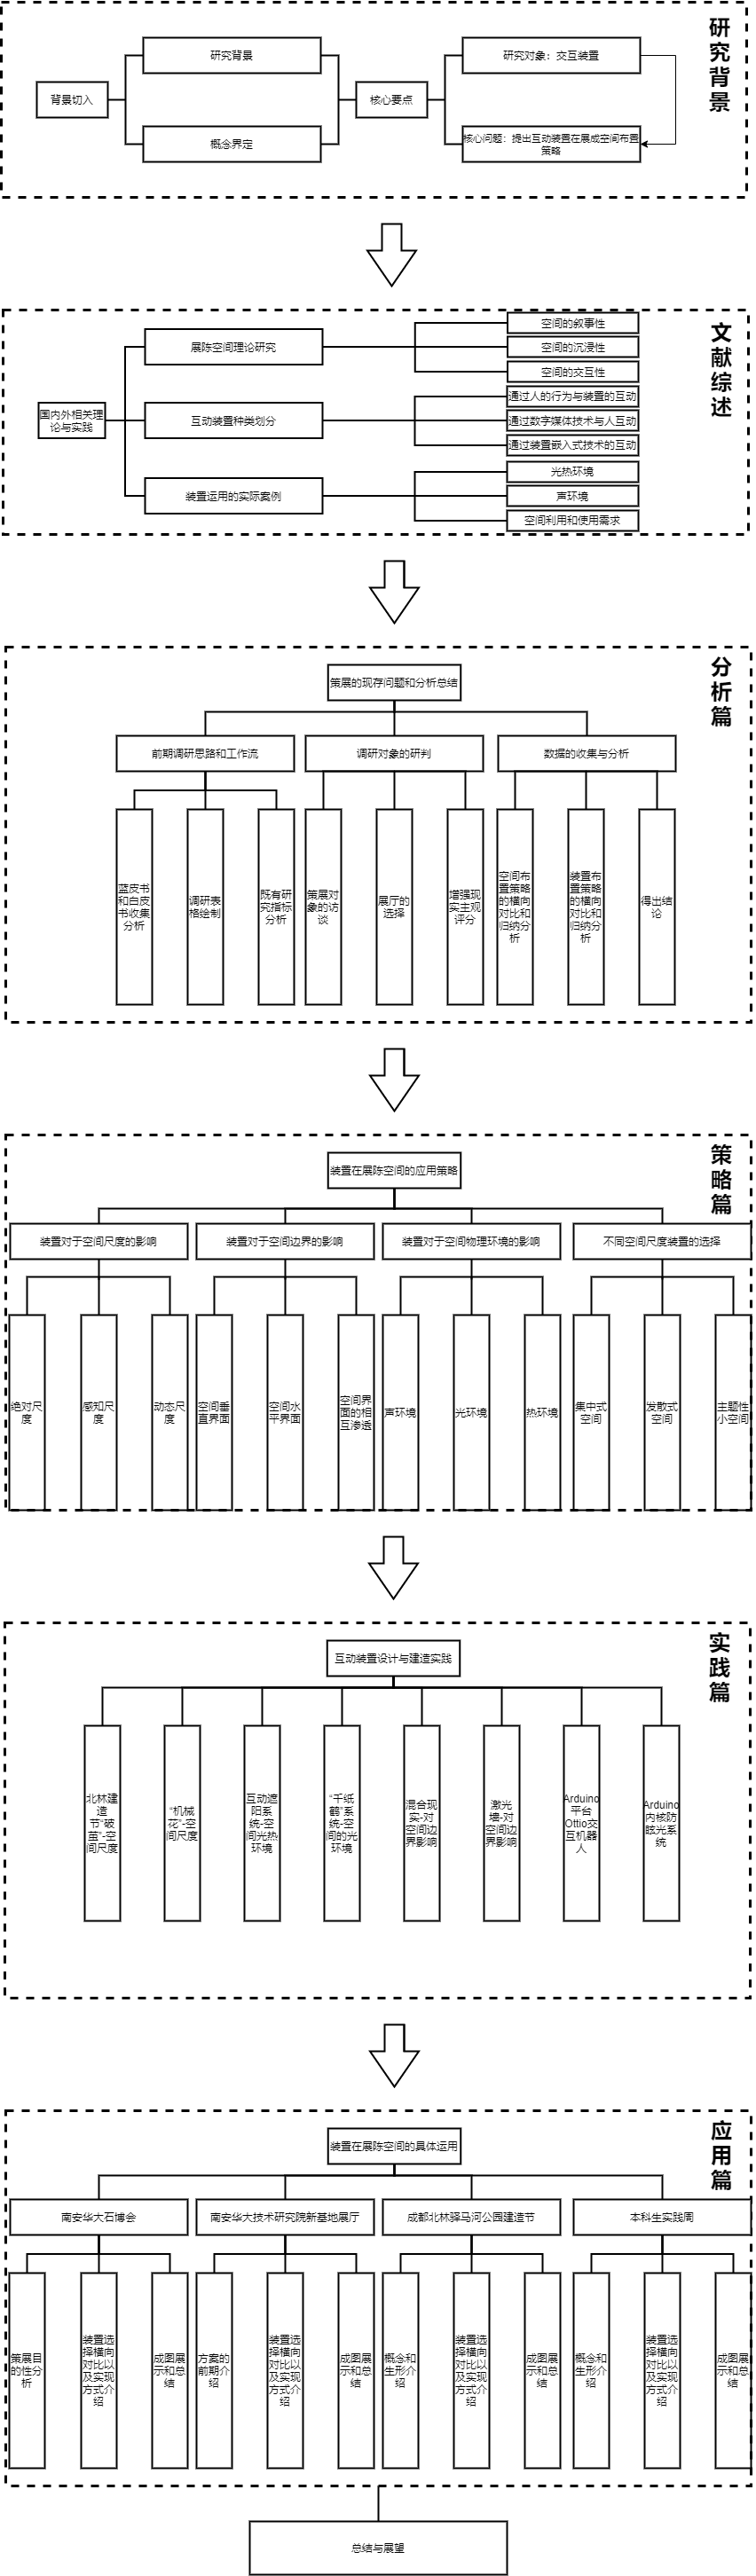 研究背景
研究背景
研究对象：交互装置
背景切入
核心要点
概念界定
核心问题：提出互动装置在展成空间布置
策略
文献综述
空间的叙事性
展陈空间理论研究
空间的沉浸性
空间的交互性
国内外相关理
论与实践
通过人的行为与装置的互动
互动装置种类划分
通过数字媒体技术与人互动
通过装置嵌入式技术的互动
光热环境
装置运用的实际案例
声环境
空间利用和使用需求
分析篇
策展的现存问题和分析总结
前期调研思路和工作流
调研对象的研判
数据的收集与分析
蓝皮书
和白皮
书收集
分析
调研表
格绘制
既有研
究指标
分析
策展对
象的访
谈
展厅的
选择
增强现
实主观
评分
空间布
置策略
的横向
对比和
归纳分
析
装置布
置策略
的横向
对比和
归纳分
析
得出结
论
策略篇
装置在展陈空间的应用策略
装置对于空间尺度的影响
装置对于空间边界的影响
装置对于空间物理环境的影响
不同空间尺度装置的选择
绝对尺
度
感知尺
度
动态尺
度
空间垂
直界面
空间水
平界面
空间界
面的相
互渗透
声环境
光环境
热环境
集中式
空间
发散式
空间
主题性
小空间
实践篇
互动装置设计与建造实践
北林建
造
节“破
茧”-空
间尺度
“机械
花”-空
间尺度
互动遮
阳系
统-空
间光热
环境
“千纸
鹤”系
统-空
间的光
环境
混合现
实-对
空间边
界影响
激光
墙-对
空间边
界影响
Arduino
平台
Ottio交
互机器
人
Arduino
内核防
眩光系
统
应用篇
装置在展陈空间的具体运用
南安华大石博会
南安华大技术研究院新基地展厅
成都北林驿马河公园建造节
本科生实践周
策展目
的性分
析
装置选
择横向
对比以
及实现
方式介
绍
成图展
示和总
结
方案的
前期介
绍
装置选
择横向
对比以
及实现
方式介
绍
成图展
示和总
结
概念和
生形介
绍
装置选
择横向
对比以
及实现
方式介
绍
成图展
示和总
结
概念和
生形介
绍
装置选
择横向
对比以
及实现
方式介
绍
成图展
示和总
结
总结与展望